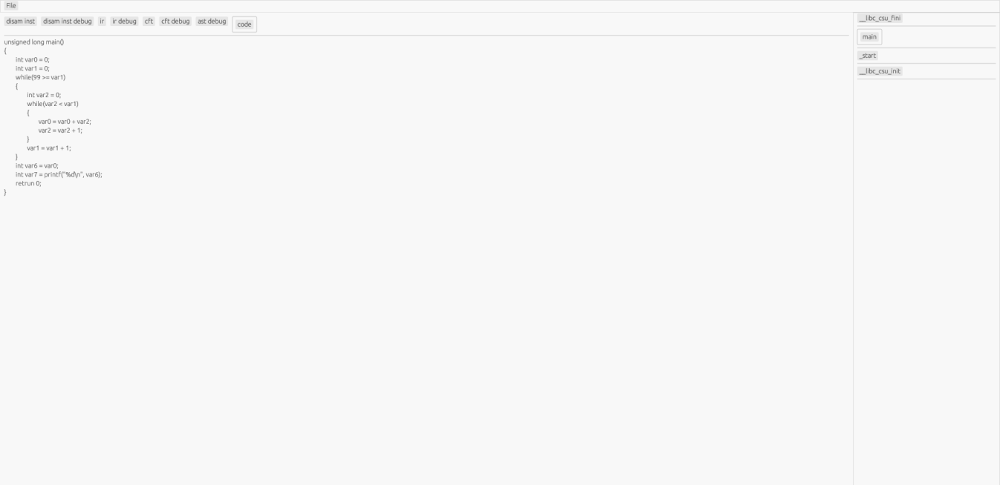 File
disam inst disam inst debug ir ir debug cft cft debug ast debug code
unsigned long main()
{
int var0 = 0;
int var1 = 0;
while(99 >= var1)
{
int var2 = 0;
while(var2 < var1)
{
var0 = var0 + var2;
var2 = var2 + 1;
}
var1 = var1 + 1;
}
int var6 = var0;
int var7 = printf("%d\n", var6);
retrun 0;
}
__libc_csu_fini
main
_start
__libc_csu_init